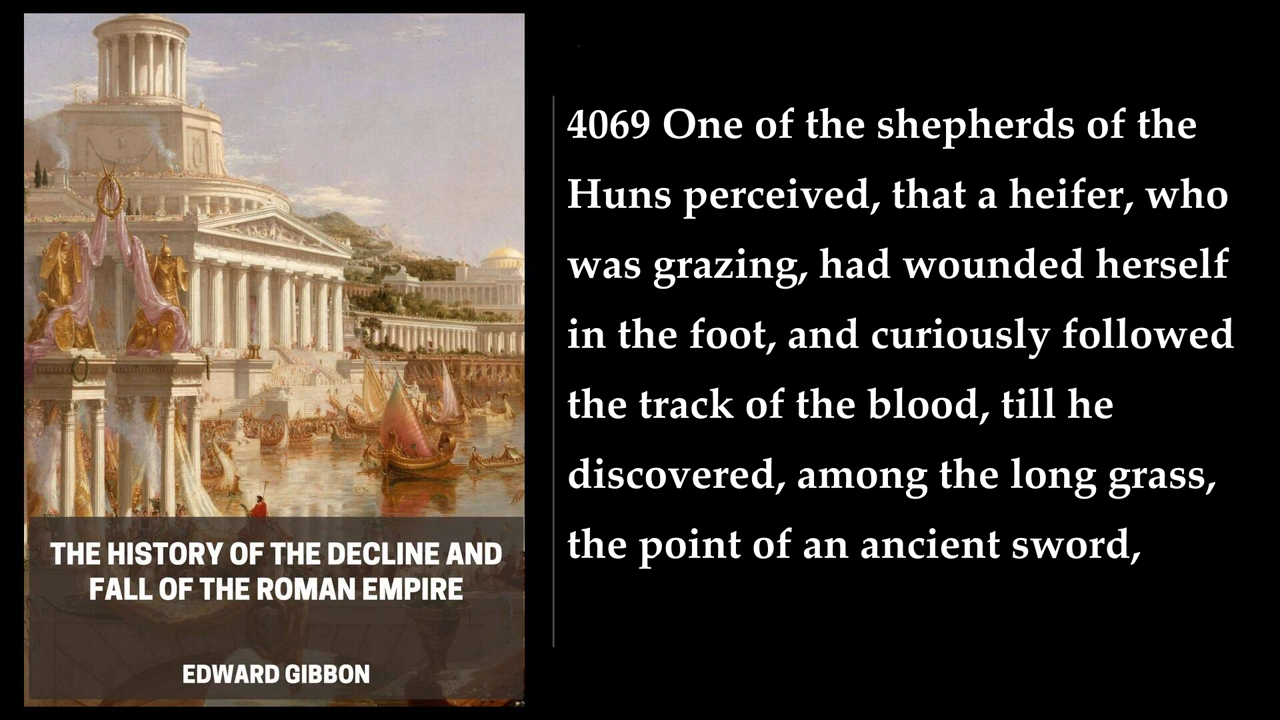 THE HISTORY OF THE DECLINE AND
FALL OF THE ROMAN EMPIRE
EDWARD GIBBON
4069 One of the shepherds of the
Huns perceived, that a heifer, who
was grazing, had wounded herself
in the foot, and curiously followed
the track of the blood, till he
discovered, among the long grass,
the point of an ancient sword,